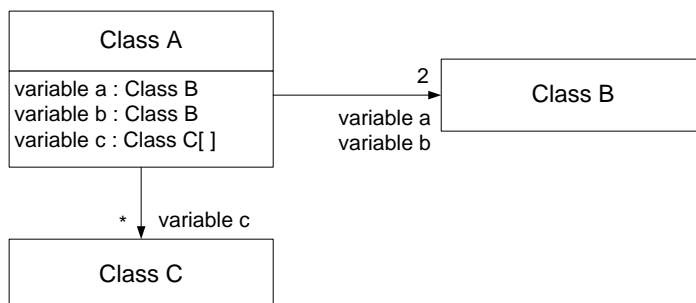 Class A
variable a : Class B
variable b : Class B
variable c : Class C[ ]
2
Class B
variable a
variable b
* variable c
Class C